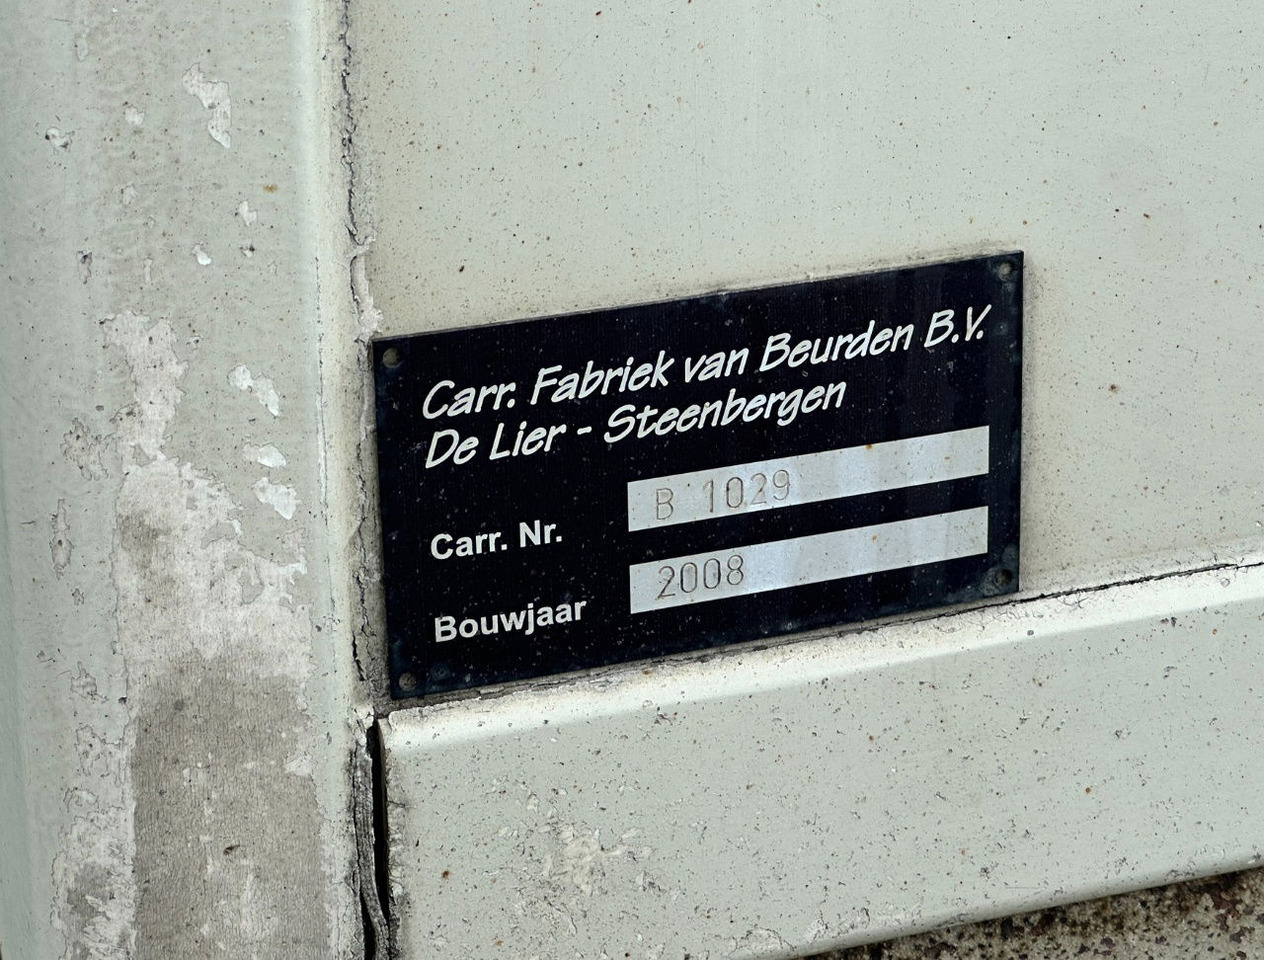 Carr. Fabriek van Beurden B.V.
De Lier - Steenbergen
Carr. Nr. B 1029
Bouwjaar 2008